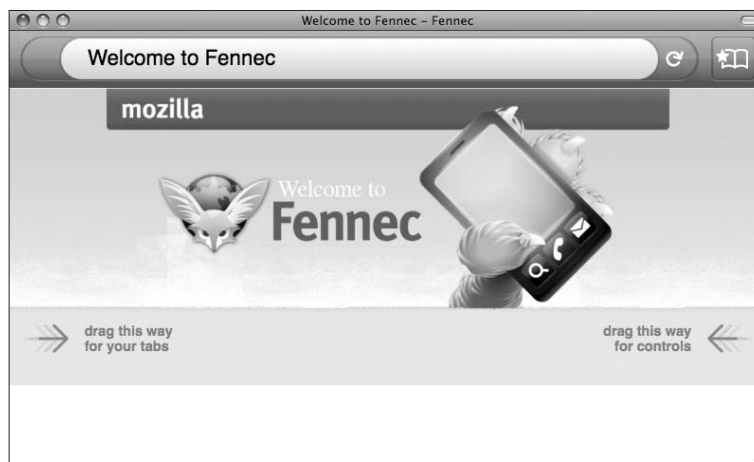 Welcome to Fennec – Fennec
Welcome to Fennec
mozilla
Welcome to
Fennec
drag this way
for your tabs
drag this way
for controls